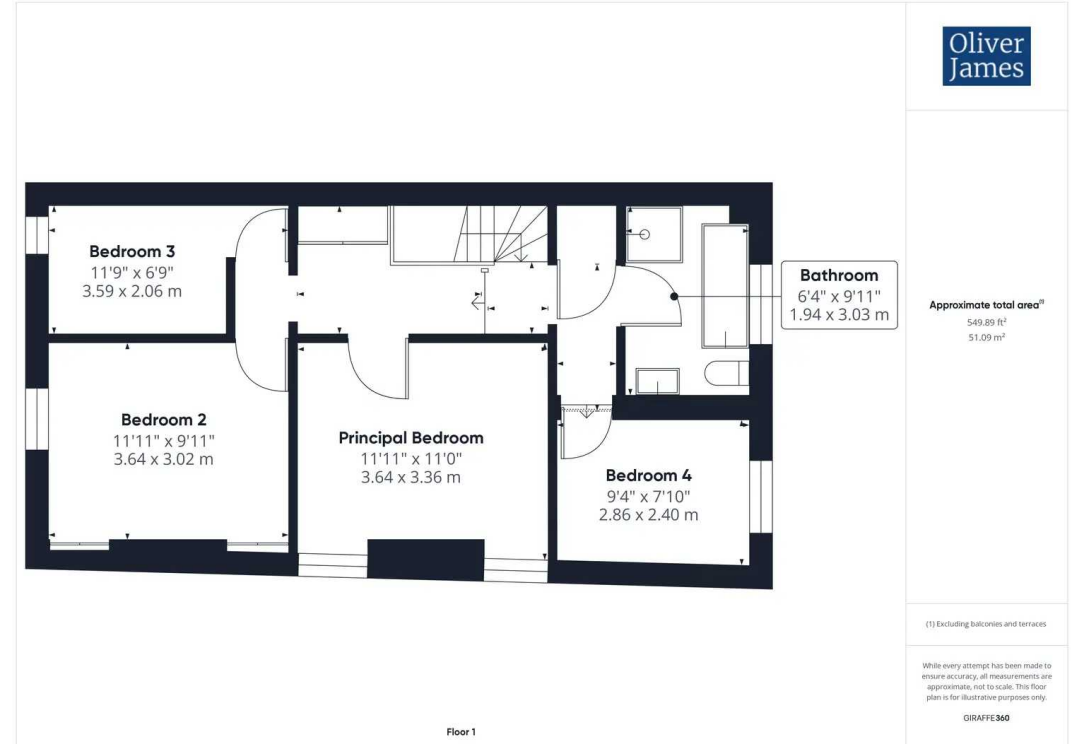 Oliver
James
Bedroom 3
11'9" x 6'9"
3.59 x 2.06 m
Bathroom
6'4" x 9'11"
1.94 x 3.03 m
Bedroom 2
11'11" x 9'11"
3.64 x 3.02 m
Principal Bedroom
11'11" x 11'0"
3.64 x 3.36 m
Bedroom 4
9'4" x 7'10"
2.86 x 2.40 m
Floor 1
Approximate total area⁽¹⁾
549.89 ft²
51.09 m²
(1) Excluding balconies and terraces
While every attempt has been made to
ensure accuracy, all measurements are
approximate, not to scale. This floor
plan is for illustrative purposes only.
GIRAFFE360